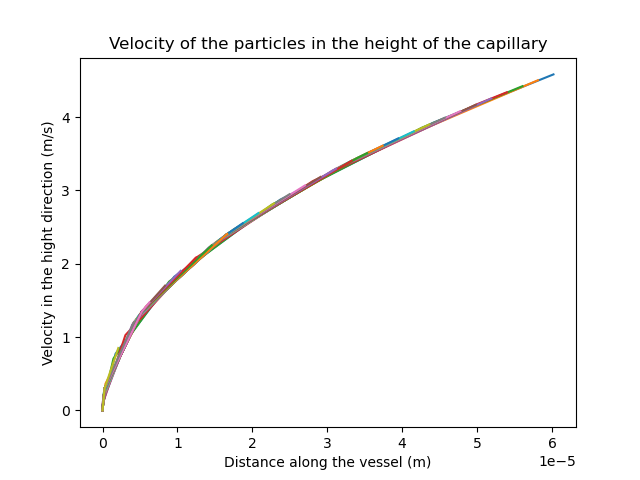 Velocity of the particles in the height of the capillary
Velocity in the hight direction (m/s)
4
3
2
1
0
0 1 2 3 4 5 6
1e−5
Distance along the vessel (m)